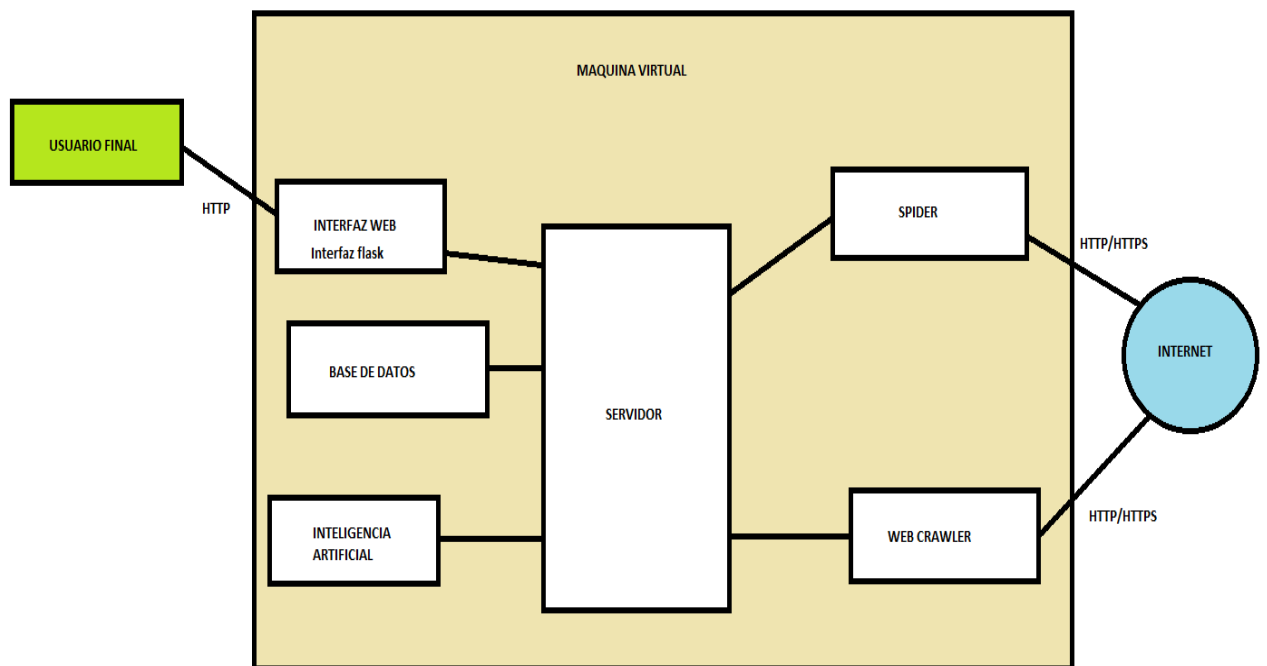 MAQUINA VIRTUAL
USUARIO FINAL
HTTP
INTERFAZ WEB
Interfaz flask
SPIDER
HTTP/HTTPS
INTERNET
BASE DE DATOS
SERVIDOR
INTELIGENCIA
ARTIFICIAL
WEB CRAWLER
HTTP/HTTPS